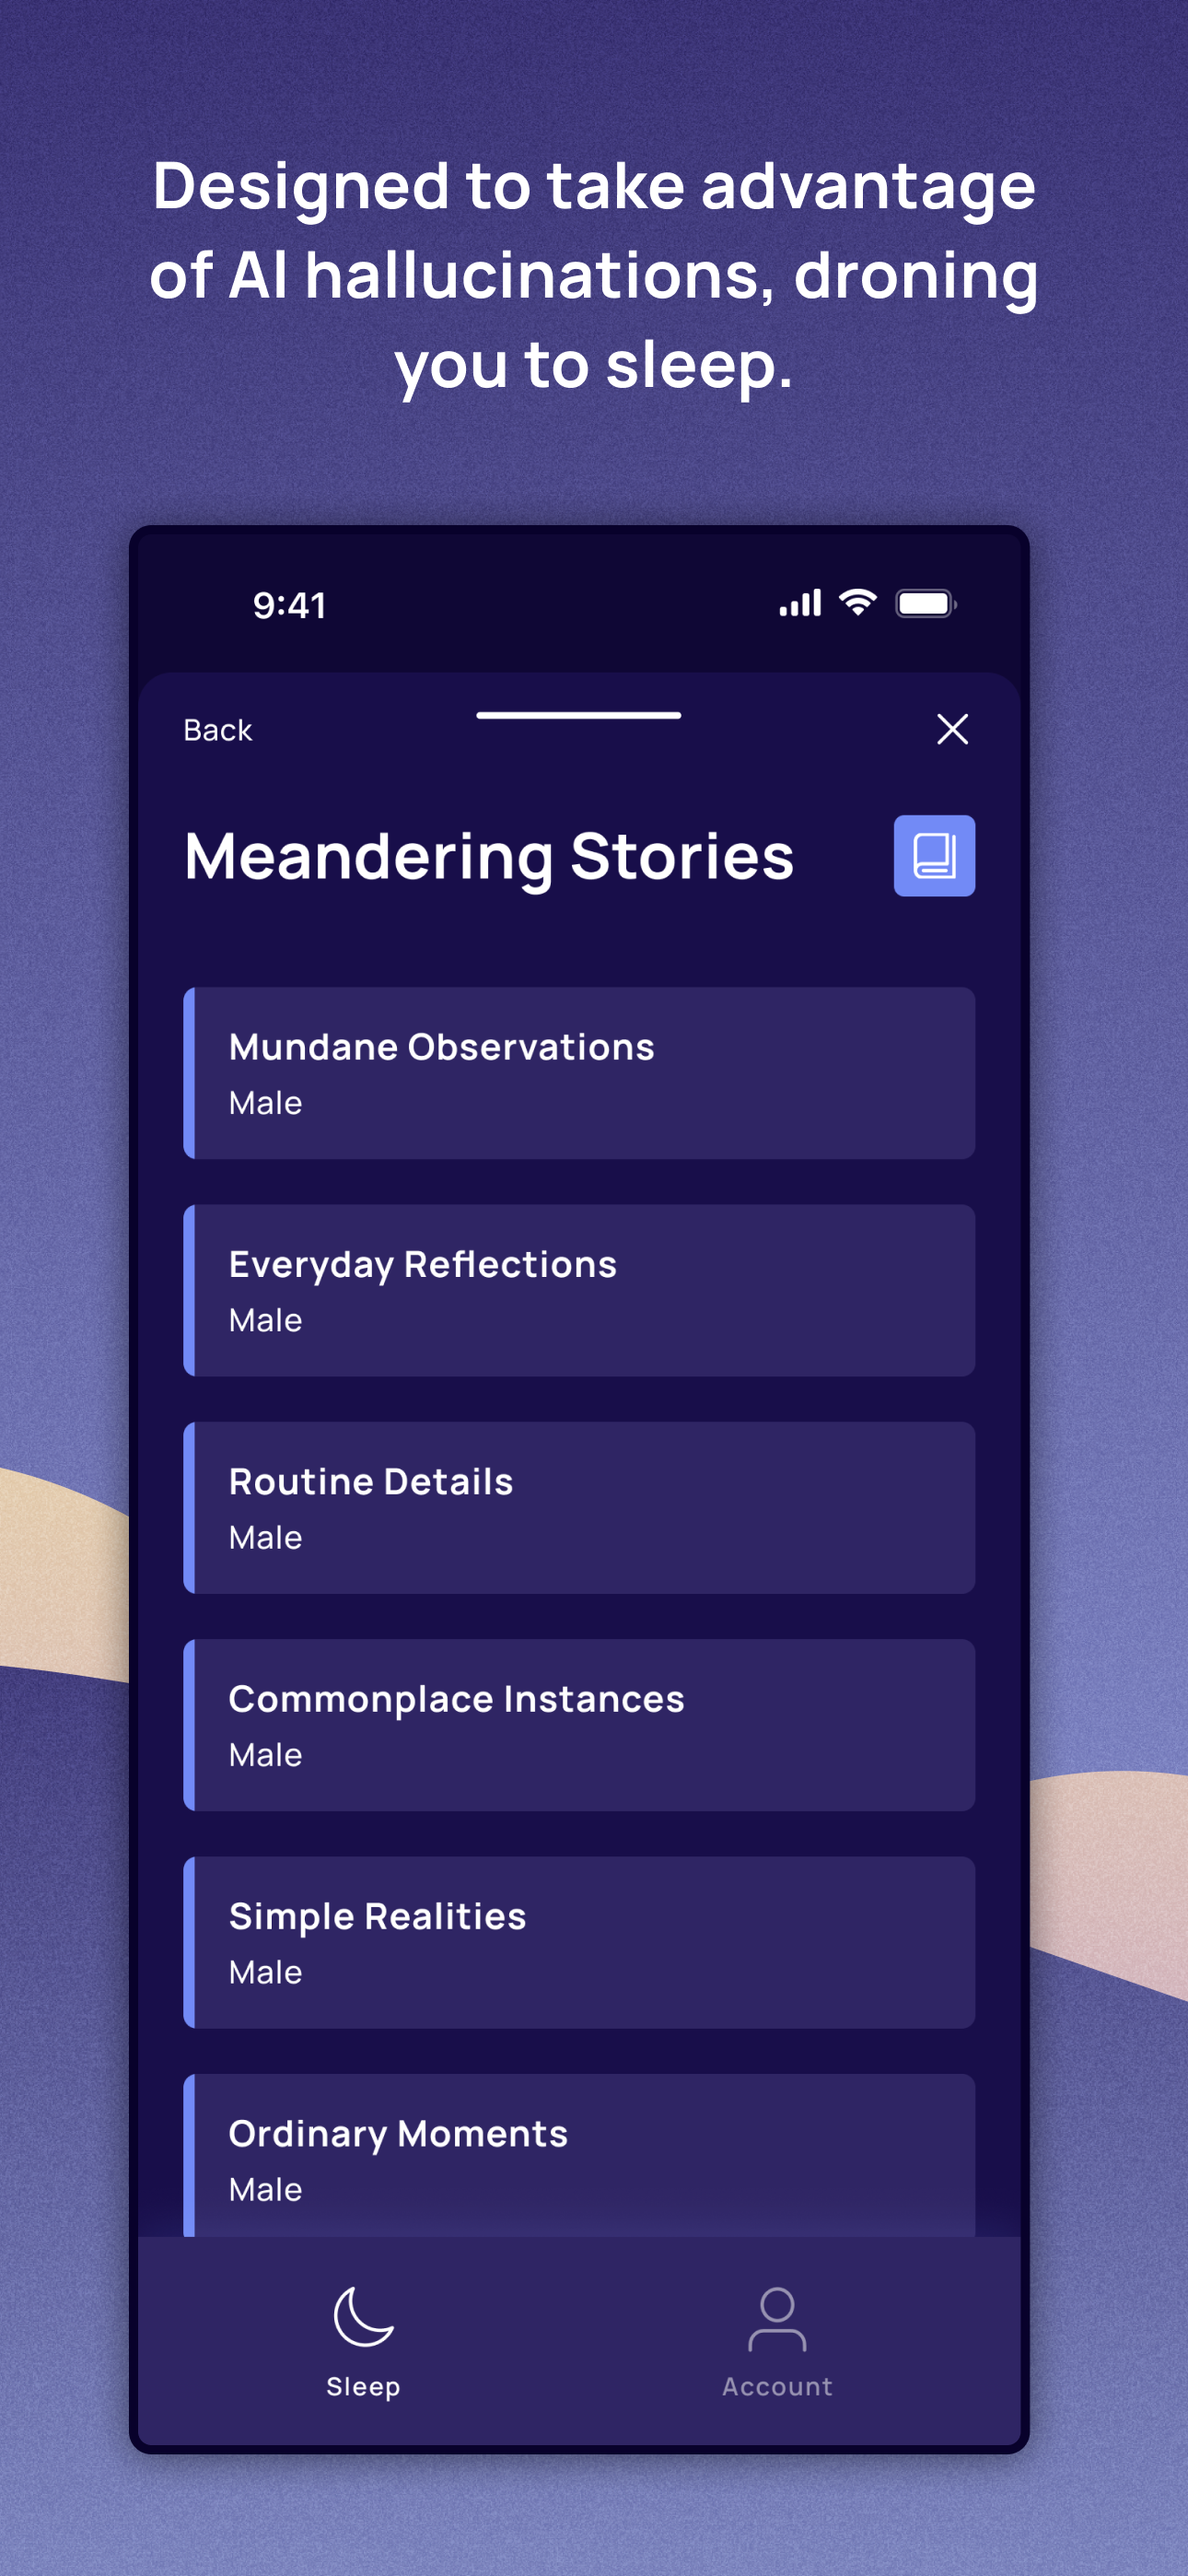 Designed to take advantage
of AI hallucinations, droning
you to sleep.
9:41
Back
Meandering Stories
Mundane Observations
Male
Everyday Reflections
Male
Routine Details
Male
Commonplace Instances
Male
Simple Realities
Male
Ordinary Moments
Male
Sleep
Account